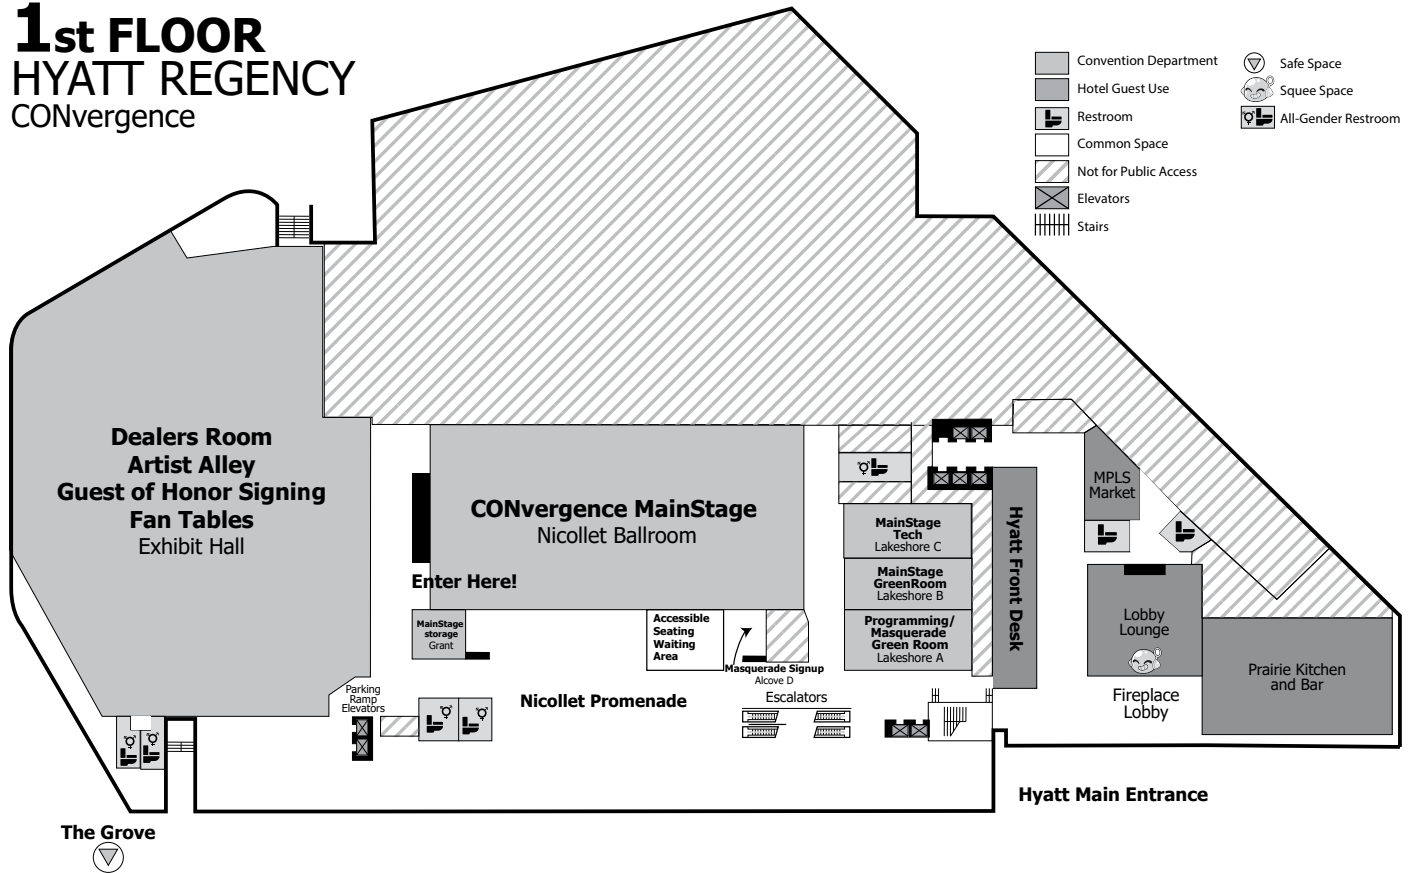 1st FLOOR
HYATT REGENCY
CONvergence
Convention Department
Hotel Guest Use
Restroom
Common Space
Not for Public Access
Elevators
Stairs
Safe Space
Squee Space
All-Gender Restroom
Dealers Room
Artist Alley
Guest of Honor Signing
Fan Tables
Exhibit Hall
CONvergence MainStage
Nicollet Ballroom
Enter Here!
MainStage
storage
Grant
Accessible
Seating
Waiting
Area
Masquerade Signup
Alcove D
MainStage
Tech
Lakeshore C
MainStage
GreenRoom
Lakeshore B
Programming/
Masquerade
Green Room
Lakeshore A
Hyatt Front Desk
MPLS
Market
Lobby
Lounge
Prairie Kitchen
and Bar
Fireplace
Lobby
Parking
Ramp
Elevators
Nicollet Promenade
Escalators
Hyatt Main Entrance
The Grove